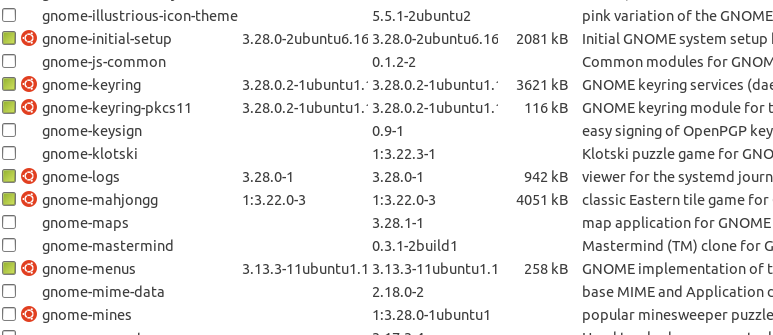 gnome-illustrious-icon-theme 5.5.1-2ubuntu2 pink variation of the GNOME
gnome-initial-setup 3.28.0-2ubuntu6.16 3.28.0-2ubuntu6.16 2081 kB Initial GNOME system setup
gnome-js-common 0.1.2-2 Common modules for GNOM
gnome-keyring 3.28.0.2-1ubuntu1. 3.28.0.2-1ubuntu1. 3621 kB GNOME keyring services (dae
gnome-keyring-pkcs11 3.28.0.2-1ubuntu1. 3.28.0.2-1ubuntu1. 116 kB GNOME keyring module for t
gnome-keysign 0.9-1 easy signing of OpenPGP key
gnome-klotski 1:3.22.3-1 Klotski puzzle game for GNO
gnome-logs 3.28.0-1 3.28.0-1 942 kB viewer for the systemd journ
gnome-mahjongg 1:3.22.0-3 1:3.22.0-3 4051 kB classic Eastern tile game for
gnome-maps 3.28.1-1 map application for GNOME
gnome-mastermind 0.3.1-2build1 Mastermind (TM) clone for G
gnome-menus 3.13.3-11ubuntu1.1 3.13.3-11ubuntu1.1 258 kB GNOME implementation of t
gnome-mime-data 2.18.0-2 base MIME and Application c
gnome-mines 1:3.28.0-1ubuntu1 popular minesweeper puzzle